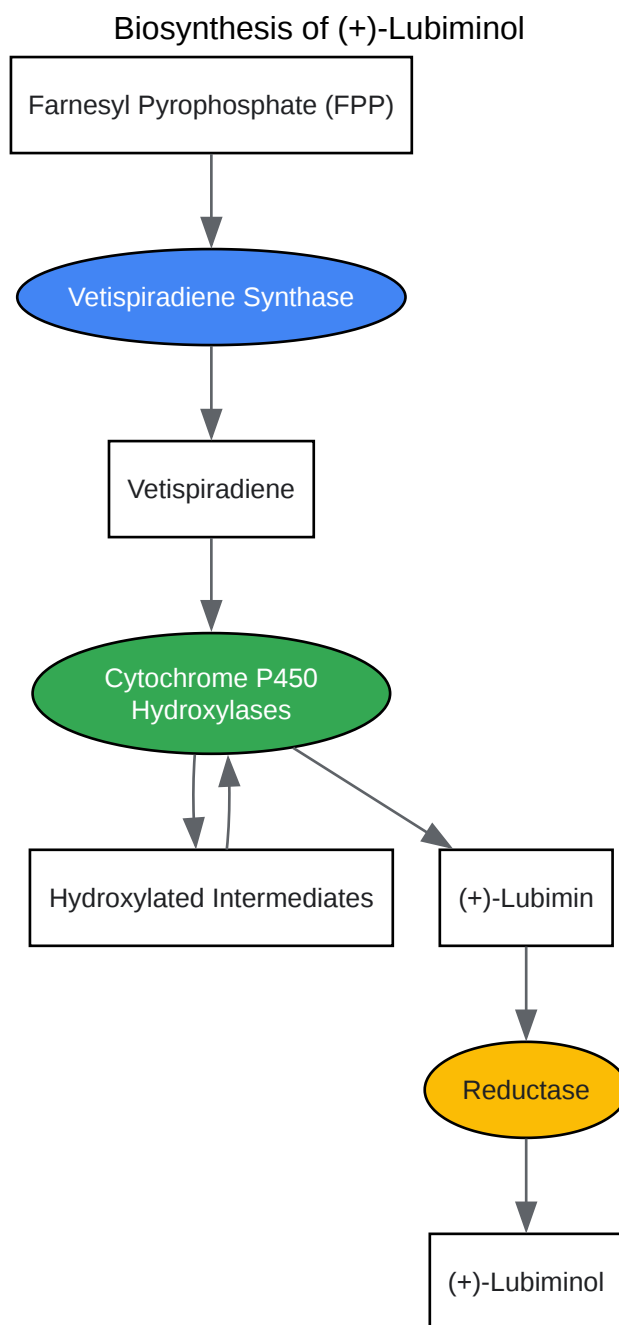 Biosynthesis of (+)-Lubiminol
Farnesyl Pyrophosphate (FPP)
Vetispiradiene Synthase
Vetispiradiene
Cytochrome P450
Hydroxylases
Hydroxylated Intermediates
(+)-Lubimin
Reductase
(+)-Lubiminol